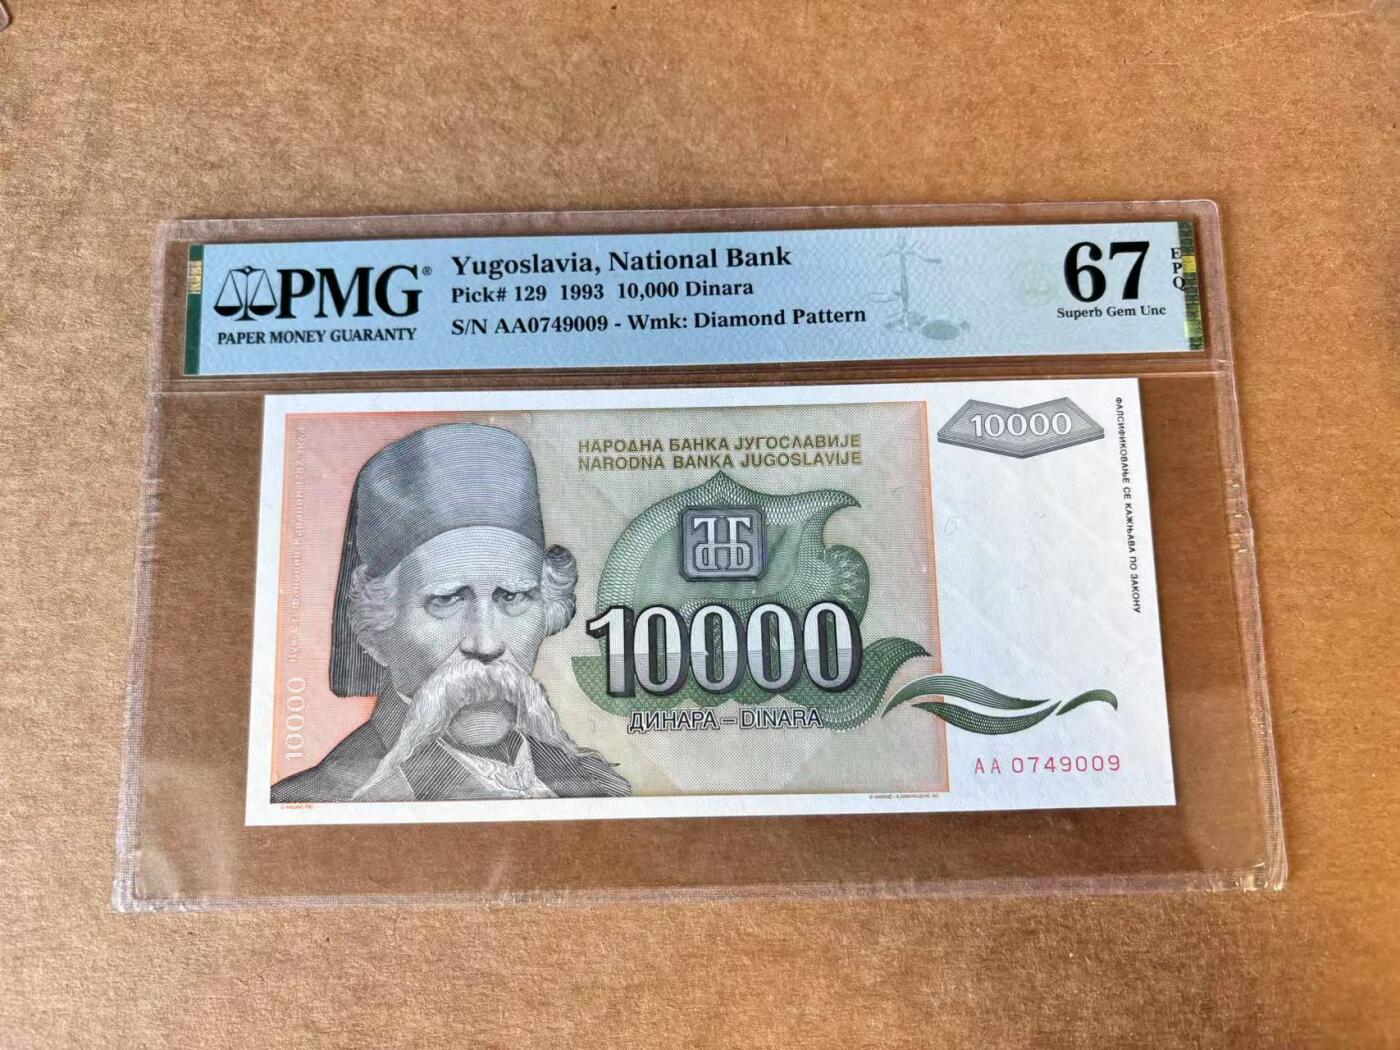 PMG®
PAPER MONEY GUARANTY
Yugoslavia, National Bank
Pick# 129 1993 10,000 Dinara
S/N AA0749009 - Wmk: Diamond Pattern
67
EPQ
Superb Gem Unc
НАРОДНА БАНКА ЈУГОСЛАВИЈЕ
NARODNA BANKA JUGOSLAVIJE
10000
ФАЛСИФИКОВАЊЕ СЕ КАЖЊАВА ПО ЗАКОНУ
10000
ДИНАРА – DINARA
10000
AA 0749009